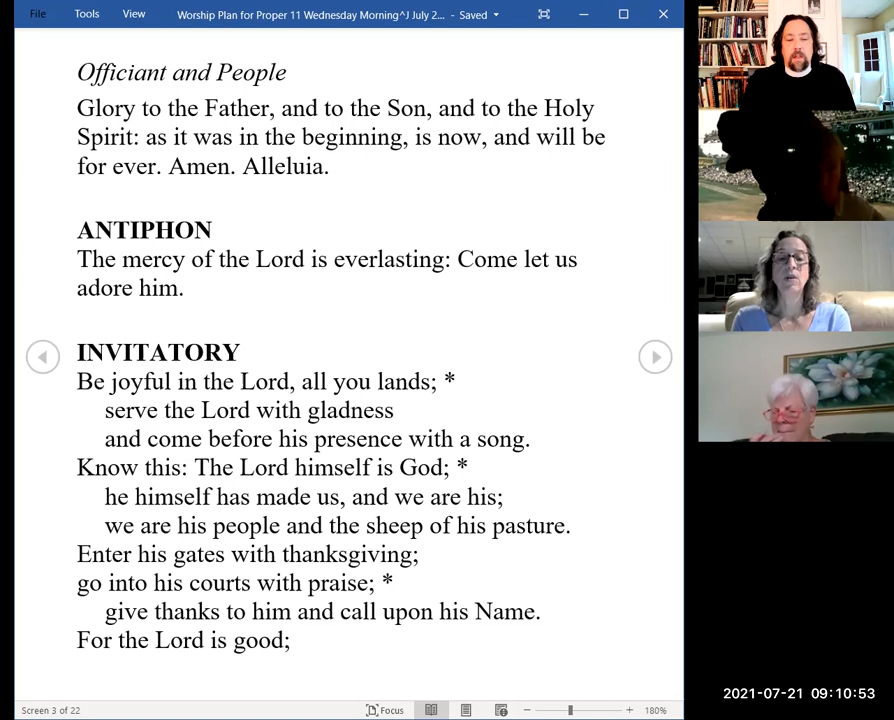 File Tools View Worship Plan for Proper 11 Wednesday Morning^J July 2... - Saved
Officiant and People
Glory to the Father, and to the Son, and to the Holy
Spirit: as it was in the beginning, is now, and will be
for ever. Amen. Alleluia.
ANTIPHON
The mercy of the Lord is everlasting: Come let us
adore him.
INVITATORY
Be joyful in the Lord, all you lands; *
serve the Lord with gladness
and come before his presence with a song.
Know this: The Lord himself is God; *
he himself has made us, and we are his;
we are his people and the sheep of his pasture.
Enter his gates with thanksgiving;
go into his courts with praise; *
give thanks to him and call upon his Name.
For the Lord is good;
2021-07-21 09:10:53
Screen 3 of 22 Focus 180%